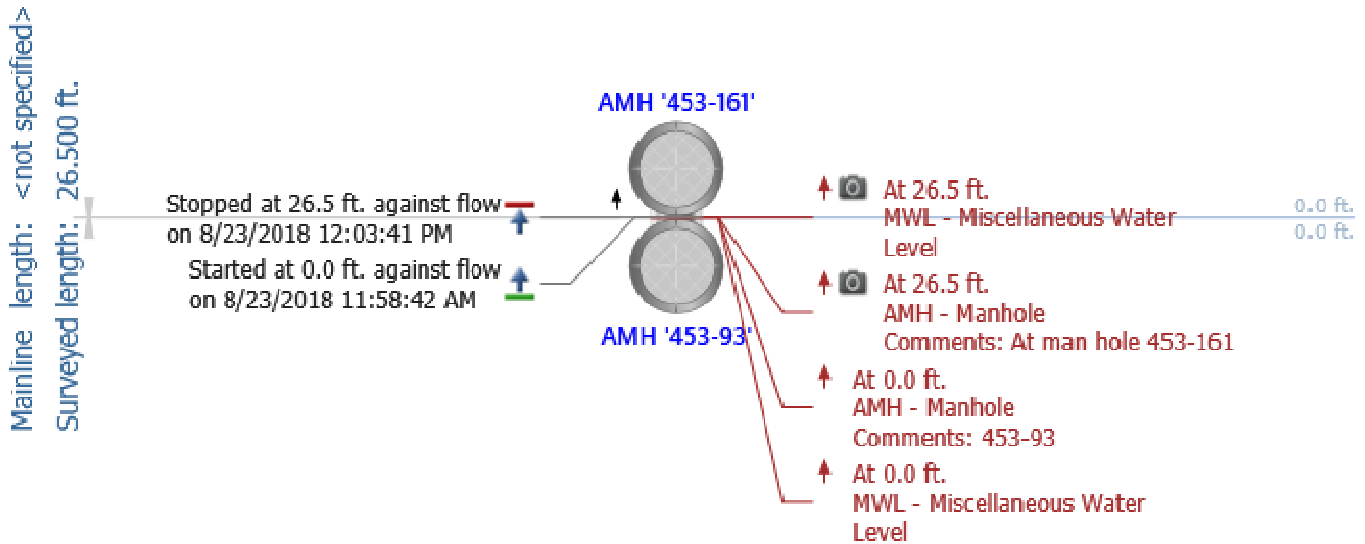 Mainline length: <not specified>
Surveyed length: 26.500 ft.
AMH '453-161'
Stopped at 26.5 ft. against flow
on 8/23/2018 12:03:41 PM
Started at 0.0 ft. against flow
on 8/23/2018 11:58:42 AM
AMH '453-93'
At 26.5 ft.
MWL - Miscellaneous Water
Level
At 26.5 ft.
AMH - Manhole
Comments: At man hole 453-161
At 0.0 ft.
AMH - Manhole
Comments: 453-93
At 0.0 ft.
MWL - Miscellaneous Water
Level
0.0 ft.
0.0 ft.